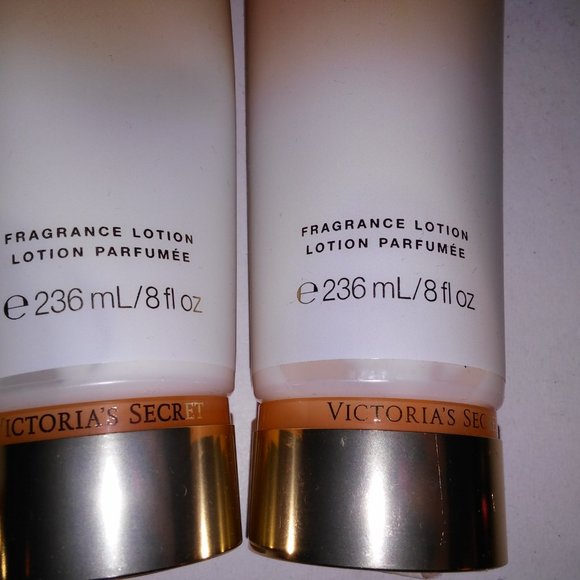 FRAGRANCE LOTION
LOTION PARFUMÉE
℮ 236 mL/8 fl oz
VICTORIA'S SECRET
FRAGRANCE LOTION
LOTION PARFUMÉE
℮ 236 mL/8 fl oz
VICTORIA'S SECRET